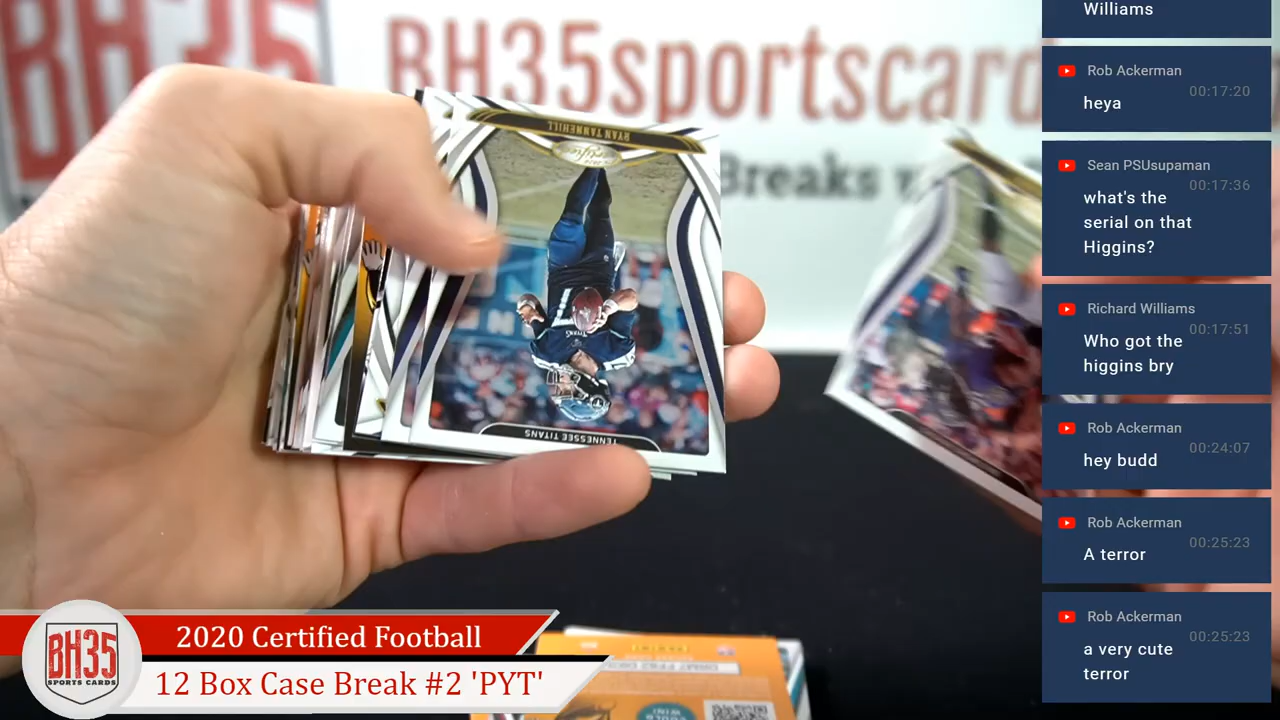 BH35
BH35sportscard
Breaks
RYAN TANNEHILL
TENNESSEE TITANS
Williams
Rob Ackerman
00:17:20
heya
Sean PSUsupaman
00:17:36
what's the
serial on that
Higgins?
Richard Williams
00:17:51
Who got the
higgins bry
Rob Ackerman
00:24:07
hey budd
Rob Ackerman
00:25:23
A terror
Rob Ackerman
00:25:23
a very cute
terror
BH35
SPORTS CARDS
2020 Certified Football
12 Box Case Break #2 'PYT'
PANINI